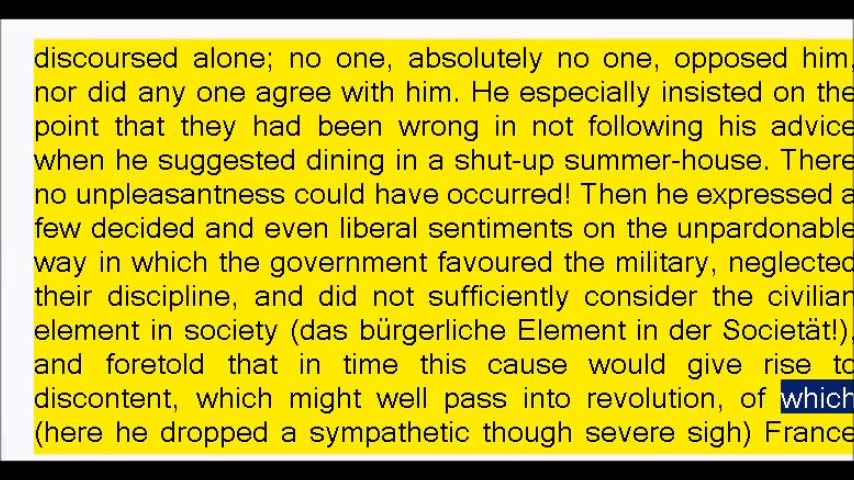 discoursed alone; no one, absolutely no one, opposed him,
nor did any one agree with him. He especially insisted on the
point that they had been wrong in not following his advice
when he suggested dining in a shut-up summer-house. There
no unpleasantness could have occurred! Then he expressed a
few decided and even liberal sentiments on the unpardonable
way in which the government favoured the military, neglected
their discipline, and did not sufficiently consider the civilian
element in society (das bürgerliche Element in der Societät!),
and foretold that in time this cause would give rise to
discontent, which might well pass into revolution, of which
(here he dropped a sympathetic though severe sigh) France